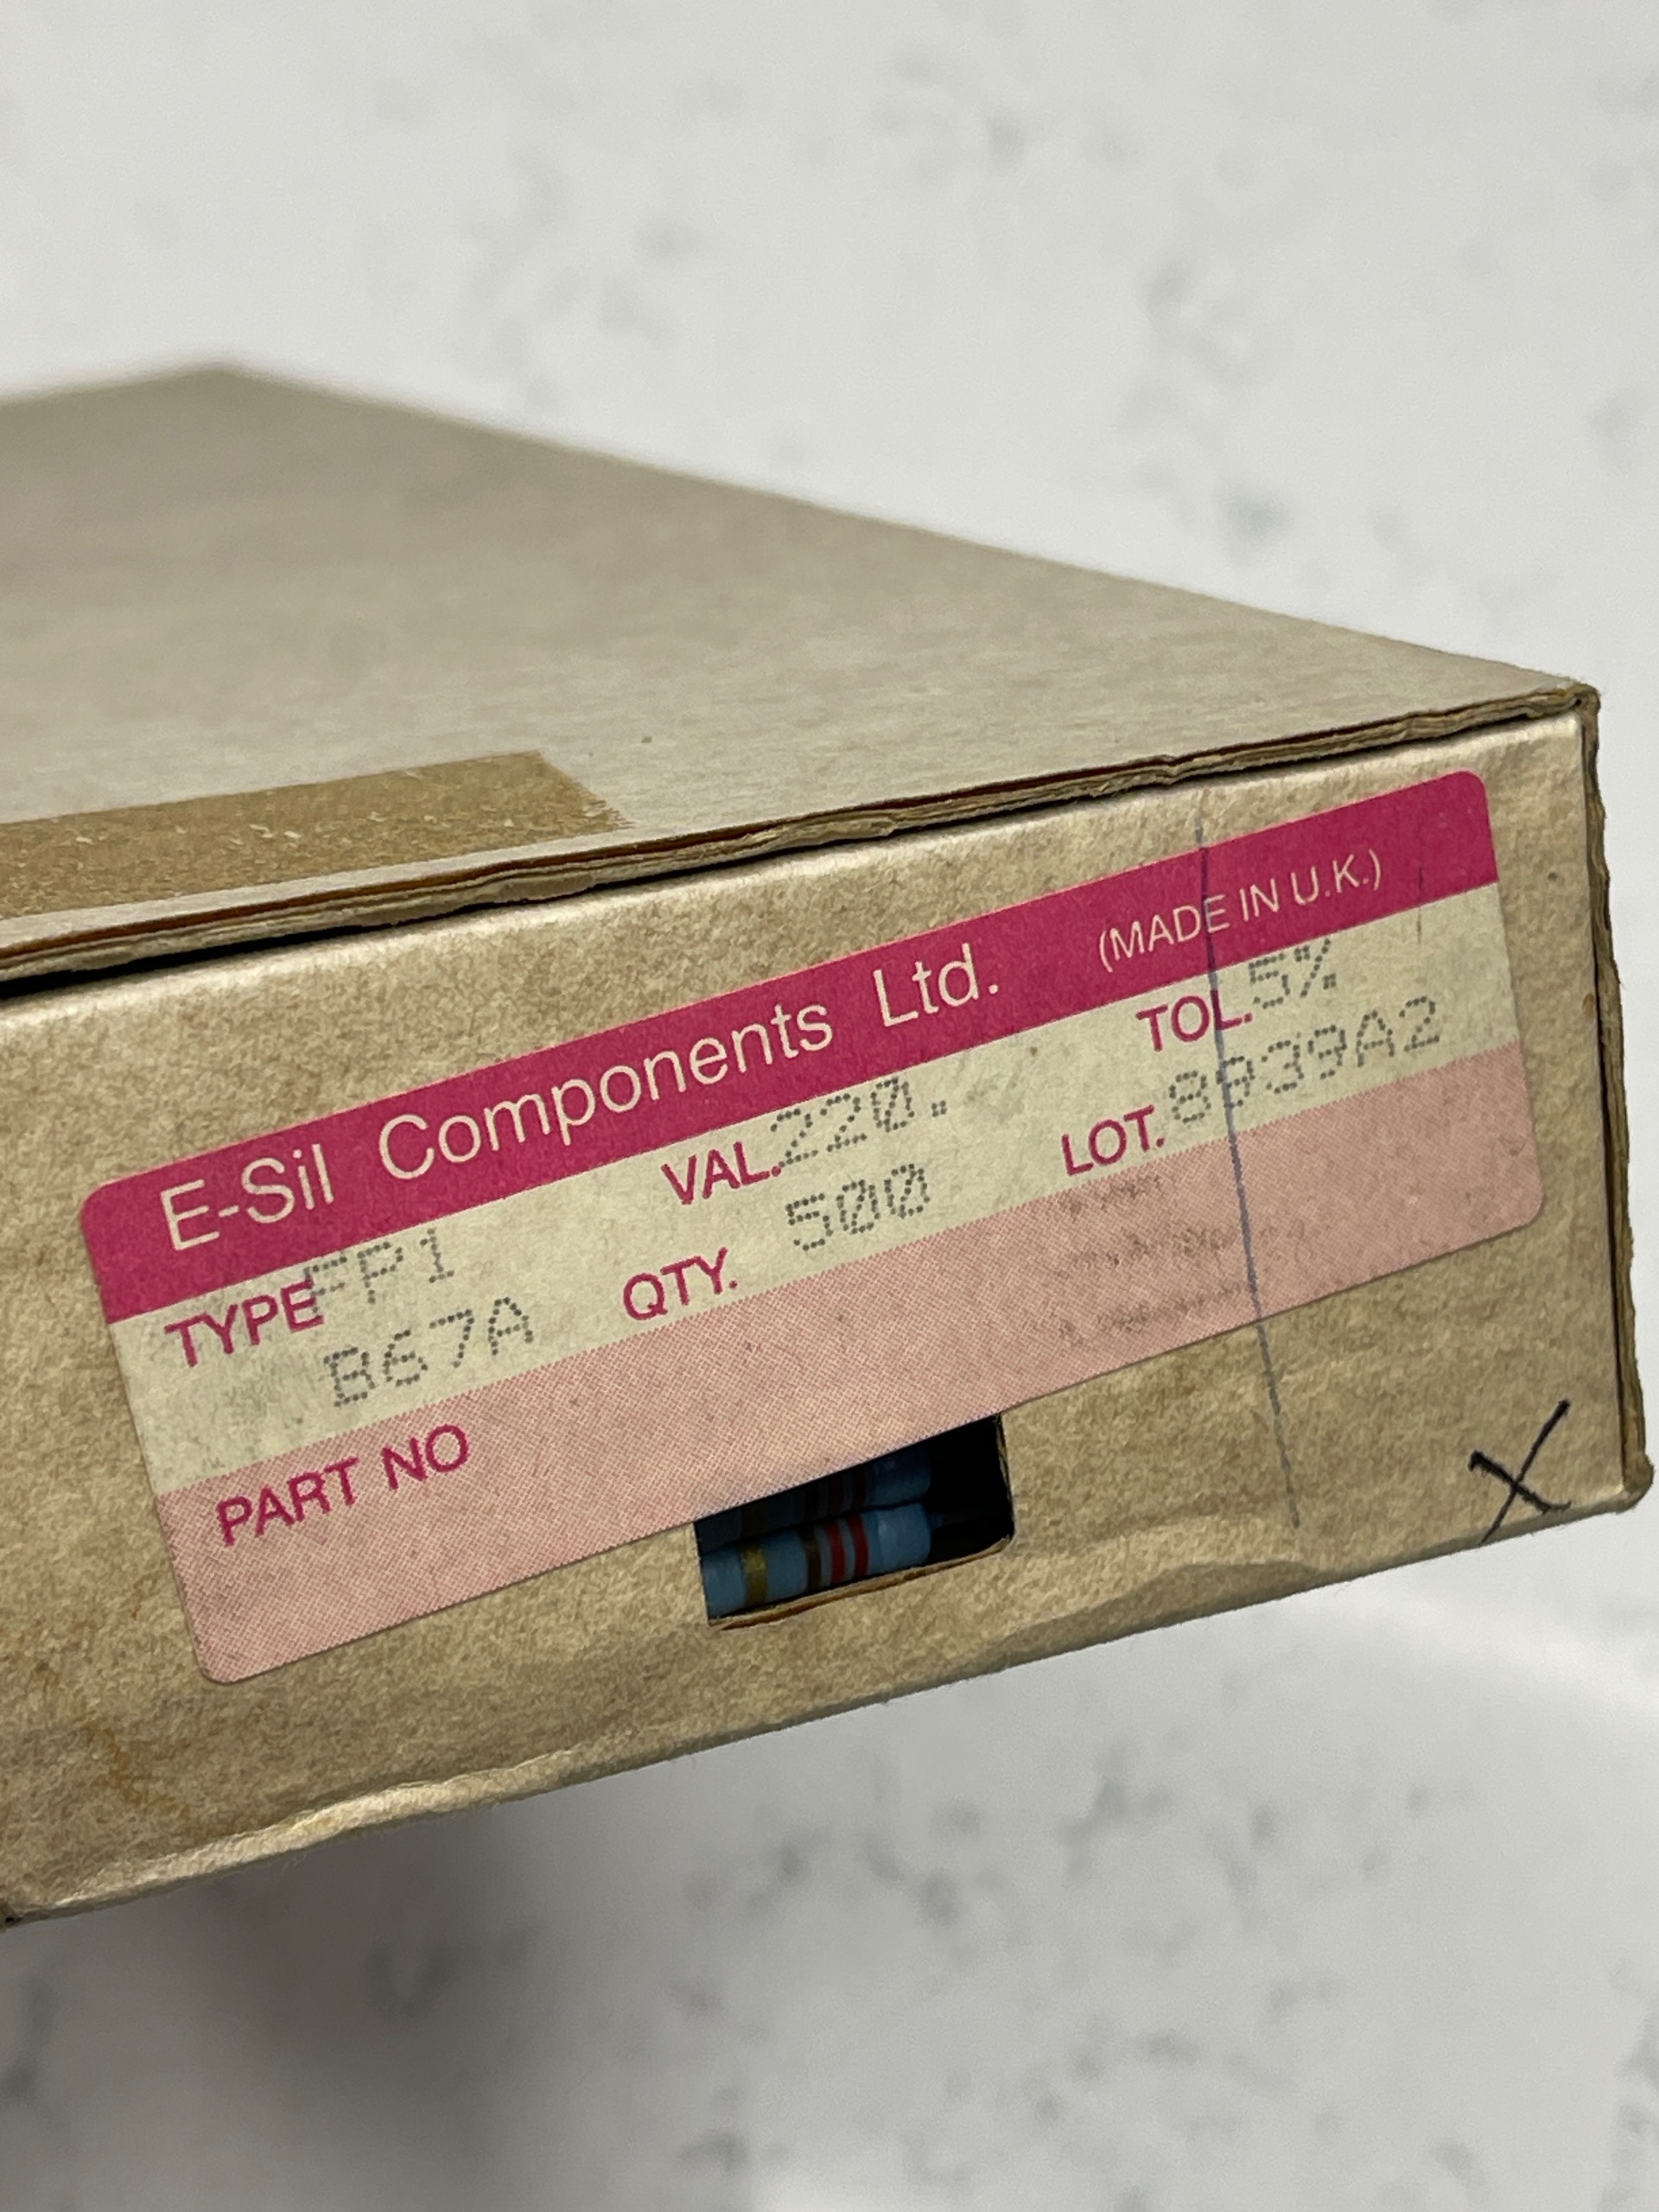 E-Sil Components Ltd. (MADE IN U.K.)
TYPE FP1 VAL. 220. TOL. 5%
B67A QTY. 500 LOT. 8939A2
PART NO
X